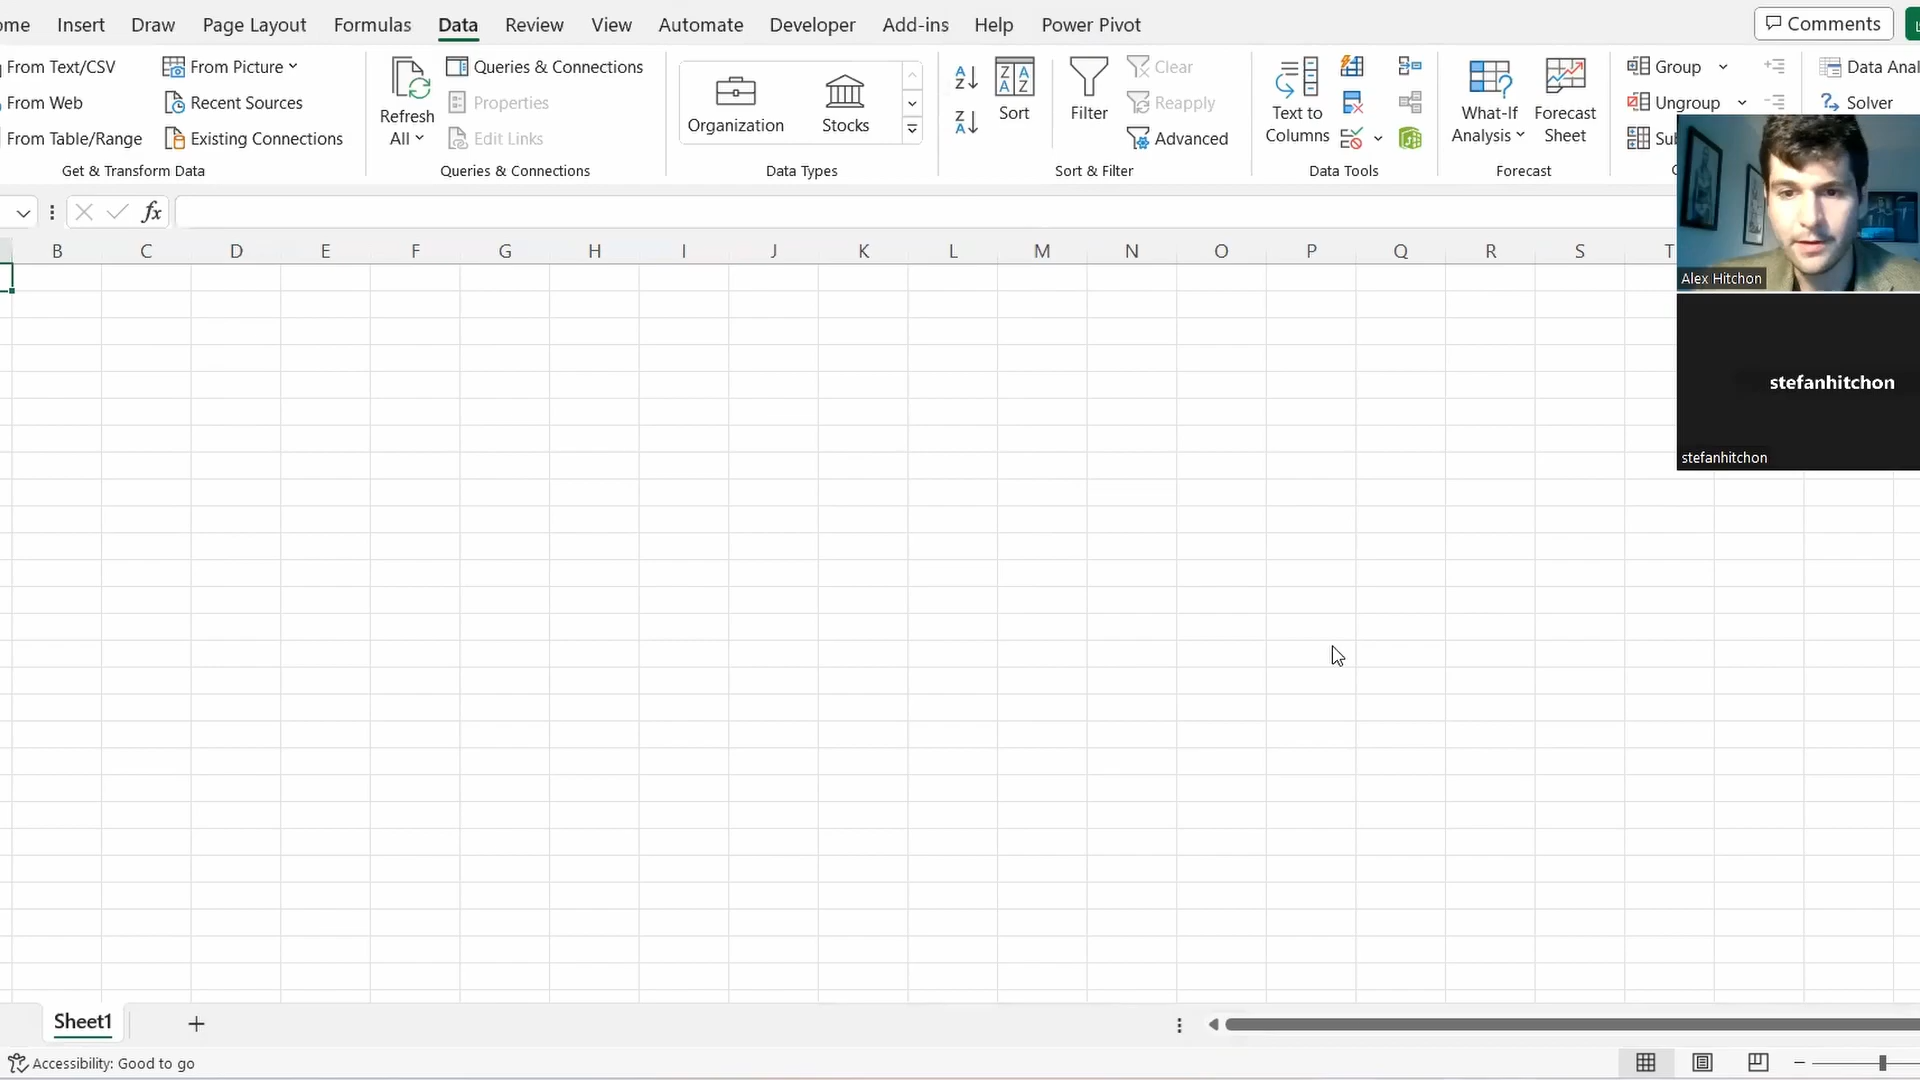 ome Insert Draw Page Layout Formulas Data Review View Automate Developer Add-ins Help Power Pivot Comments
From Text/CSV From Picture Queries & Connections Clear Group Data Anal
From Web Recent Sources Refresh All Properties Organization Stocks Sort Filter Reapply Text to Columns What-If Analysis Forecast Sheet Ungroup Solver
From Table/Range Existing Connections Edit Links Advanced Su
Get & Transform Data Queries & Connections Data Types Sort & Filter Data Tools Forecast
fx
B C D E F G H I J K L M N O P Q R S T
Alex Hitchon
stefanhitchon
stefanhitchon
Sheet1
Accessibility: Good to go